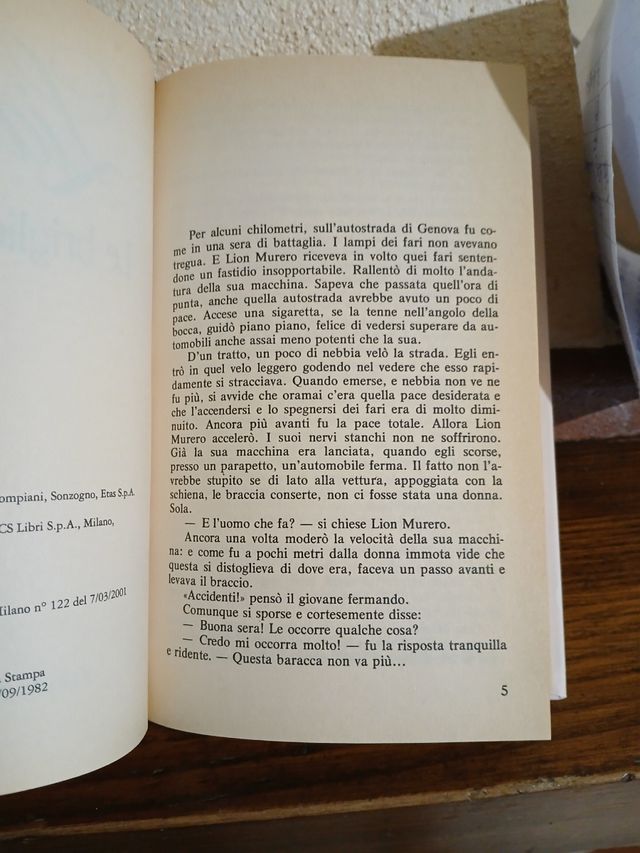 ompiani, Sonzogno, Etas S.p.A.
CS Libri S.p.A., Milano,
Milano n° 122 del 7/03/2001
Stampa
/09/1982
Per alcuni chilometri, sull'autostrada di Genova fu co-
me in una sera di battaglia. I lampi dei fari non avevano
tregua. E Lion Murero riceveva in volto quei fari senten-
done un fastidio insopportabile. Rallentò di molto l'anda-
tura della sua macchina. Sapeva che passata quell'ora di
punta, anche quella autostrada avrebbe avuto un poco di
pace. Accese una sigaretta, se la tenne nell'angolo della
bocca, guidò piano piano, felice di vedersi superare da au-
tomobili anche assai meno potenti che la sua.
D'un tratto, un poco di nebbia velò la strada. Egli en-
trò in quel velo leggero godendo nel vedere che esso rapi-
damente si stracciava. Quando emerse, e nebbia non ve ne
fu più, si avvide che oramai c'era quella pace desiderata e
che l'accendersi e lo spegnersi dei fari era di molto dimi-
nuito. Ancora più avanti fu la pace totale. Allora Lion
Murero accelerò. I suoi nervi stanchi non ne soffrirono.
Già la sua macchina era lanciata, quando egli scorse,
presso un parapetto, un'automobile ferma. Il fatto non l'a-
vrebbe stupito se di lato alla vettura, appoggiata con la
schiena, le braccia conserte, non ci fosse stata una donna.
Sola.
— E l'uomo che fa? — si chiese Lion Murero.
Ancora una volta moderò la velocità della sua macchi-
na: e come fu a pochi metri dalla donna immota vide che
questa si distoglieva di dove era, faceva un passo avanti e
levava il braccio.
«Accidenti!» pensò il giovane fermando.
Comunque si sporse e cortesemente disse:
— Buona sera! Le occorre qualche cosa?
— Credo mi occorra molto! — fu la risposta tranquilla
e ridente. — Questa baracca non va più...
5